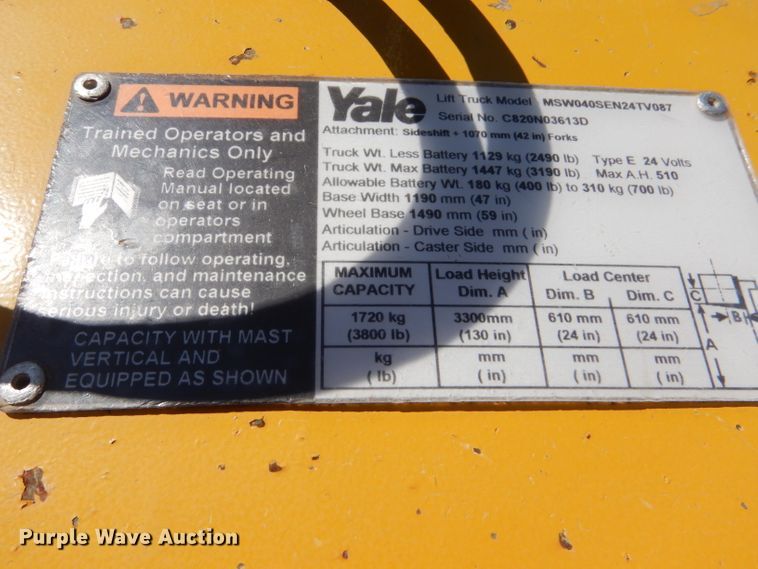 WARNING
Trained Operators and
Mechanics Only
Read Operating
Manual located
on seat or in
operators
compartment
Failure to follow operating,
inspection, and maintenance
instructions can cause
serious injury or death!
CAPACITY WITH MAST
VERTICAL AND
EQUIPPED AS SHOWN
Yale Lift Truck Model MSW040SEN24TV087
Serial No. C820N03613D
Attachment: Sideshift + 1070 mm (42 in) Forks
Truck Wt. Less Battery 1129 kg (2490 lb) Type E 24 Volts
Truck Wt. Max Battery 1447 kg (3190 lb) Max A.H. 510
Allowable Battery Wt. 180 kg (400 lb) to 310 kg (700 lb)
Base Width 1190 mm (47 in)
Wheel Base 1490 mm (59 in)
Articulation - Drive Side mm ( in)
Articulation - Caster Side mm ( in)
MAXIMUM CAPACITY Load Height Dim. A Load Center Dim. B Dim. C
1720 kg 3300mm 610 mm 610 mm
(3800 lb) (130 in) (24 in) (24 in)
kg mm mm mm
( lb) ( in) ( in) ( in)
C
B
A
Purple Wave Auction